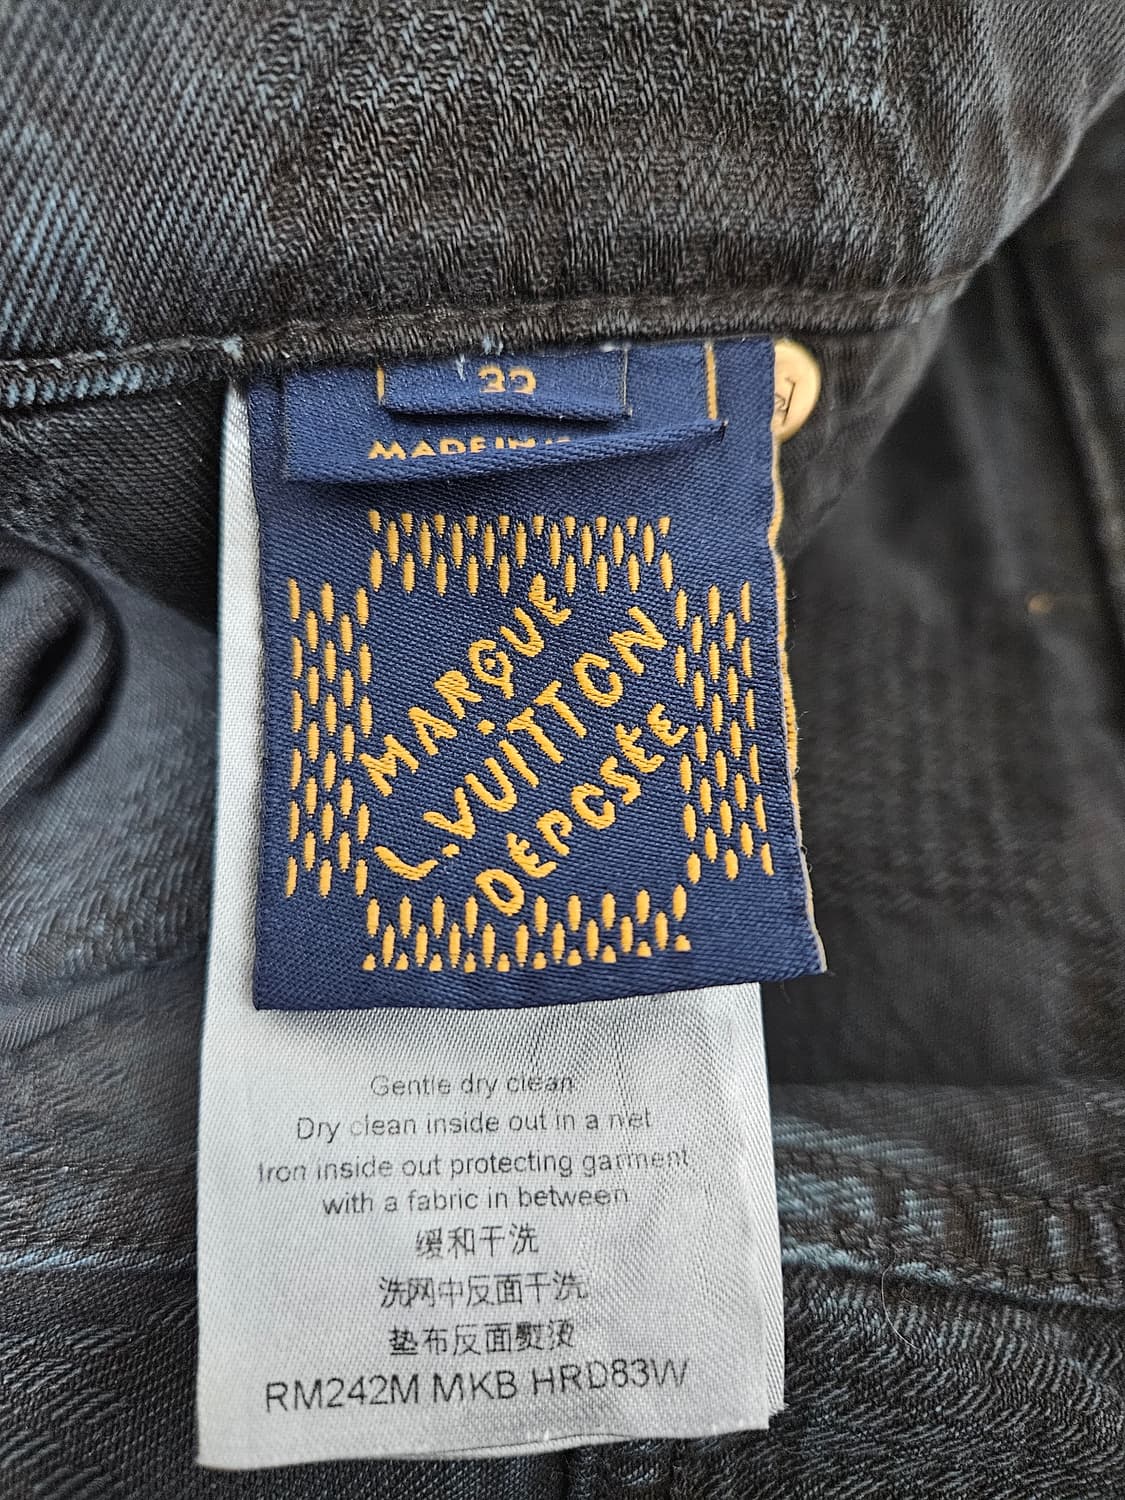 MADE IN
MARQUE
L.VUITTON
DÉPOSÉE
Gentle dry clean
Dry clean inside out in a net
Iron inside out protecting garment
with a fabric in between
缓和干洗
洗网中反面干洗
垫布反面熨烫
RM242M MKB HRD83W